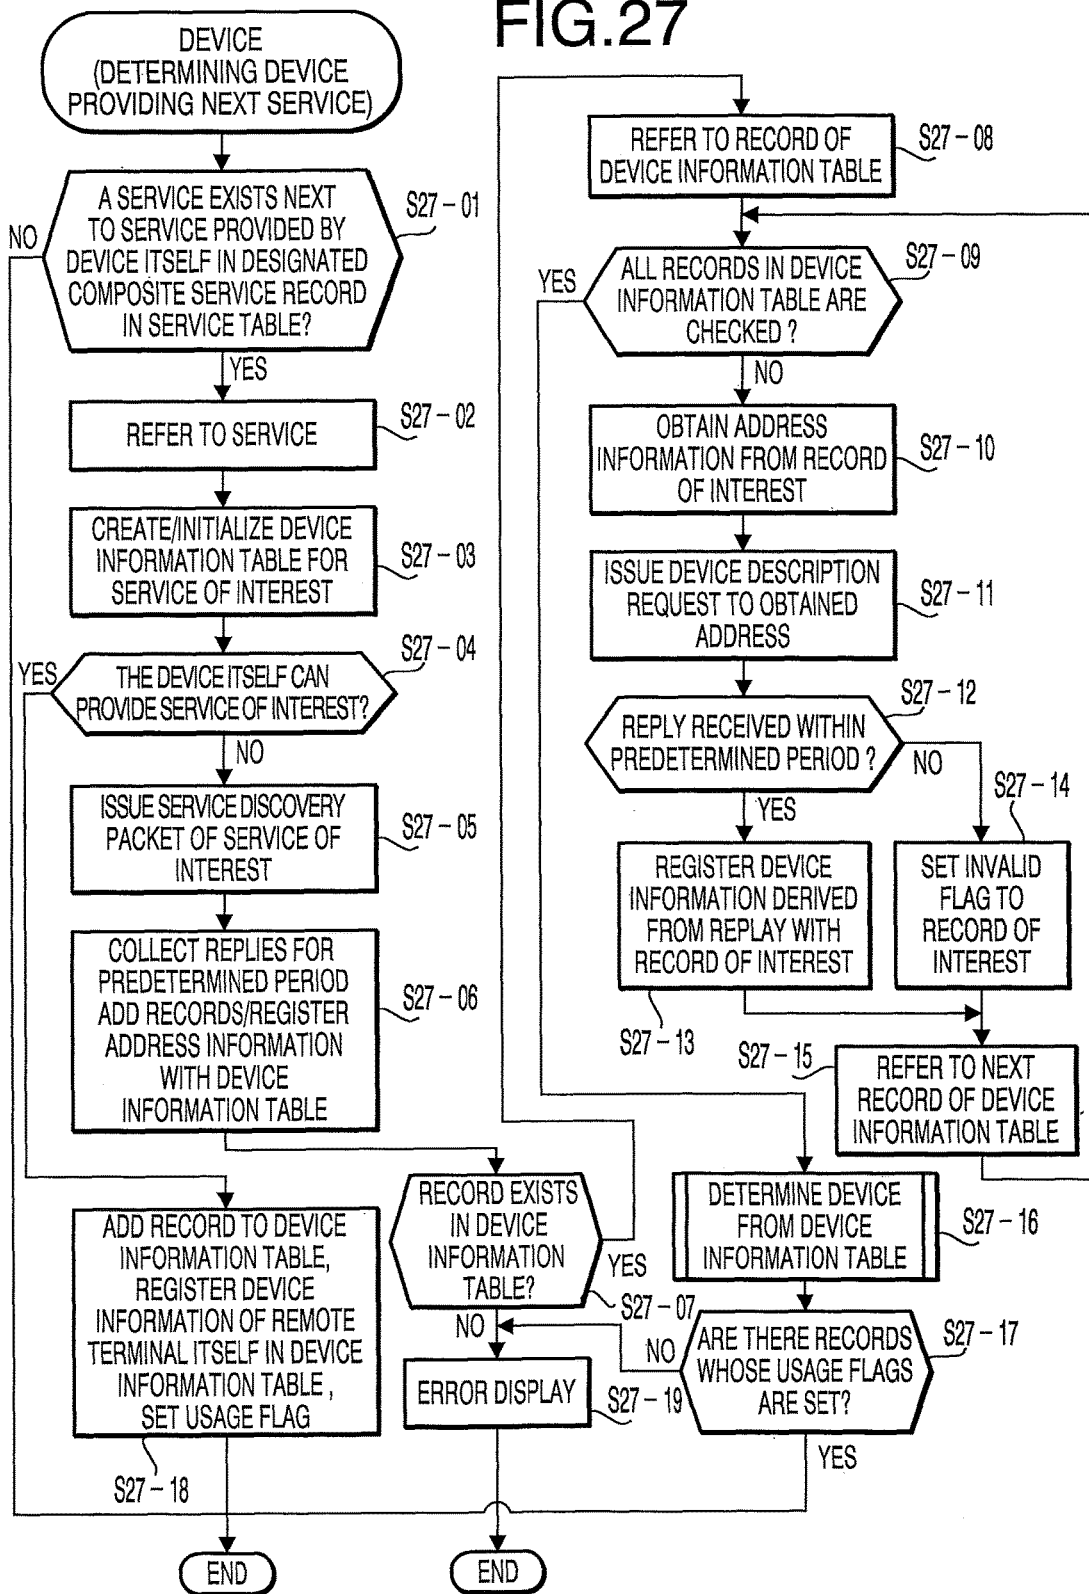 FIG.27
DEVICE
(DETERMINING DEVICE
PROVIDING NEXT SERVICE)
A SERVICE EXISTS NEXT
TO SERVICE PROVIDED BY
DEVICE ITSELF IN DESIGNATED
COMPOSITE SERVICE RECORD
IN SERVICE TABLE?
S27-01
NO
YES
REFER TO SERVICE
S27-02
CREATE/INITIALIZE DEVICE
INFORMATION TABLE FOR
SERVICE OF INTEREST
S27-03
THE DEVICE ITSELF CAN
PROVIDE SERVICE OF INTEREST?
S27-04
YES
NO
ISSUE SERVICE DISCOVERY
PACKET OF SERVICE OF
INTEREST
S27-05
COLLECT REPLIES FOR
PREDETERMINED PERIOD
ADD RECORDS/REGISTER
ADDRESS INFORMATION
WITH DEVICE
INFORMATION TABLE
S27-06
ADD RECORD TO DEVICE
INFORMATION TABLE,
REGISTER DEVICE
INFORMATION OF REMOTE
TERMINAL ITSELF IN DEVICE
INFORMATION TABLE,
SET USAGE FLAG
S27-18
END
RECORD EXISTS
IN DEVICE
INFORMATION
TABLE?
YES
S27-07
NO
ERROR DISPLAY
S27-19
END
REFER TO RECORD OF
DEVICE INFORMATION TABLE
S27-08
ALL RECORDS IN DEVICE
INFORMATION TABLE ARE
CHECKED ?
S27-09
YES
NO
OBTAIN ADDRESS
INFORMATION FROM RECORD
OF INTEREST
S27-10
ISSUE DEVICE DESCRIPTION
REQUEST TO OBTAINED
ADDRESS
S27-11
REPLY RECEIVED WITHIN
PREDETERMINED PERIOD ?
S27-12
NO
YES
REGISTER DEVICE
INFORMATION DERIVED
FROM REPLAY WITH
RECORD OF INTEREST
S27-13
S27-14
SET INVALID
FLAG TO
RECORD OF
INTEREST
S27-15
REFER TO NEXT
RECORD OF DEVICE
INFORMATION TABLE
DETERMINE DEVICE
FROM DEVICE
INFORMATION TABLE
S27-16
ARE THERE RECORDS
WHOSE USAGE FLAGS
ARE SET?
S27-17
NO
YES